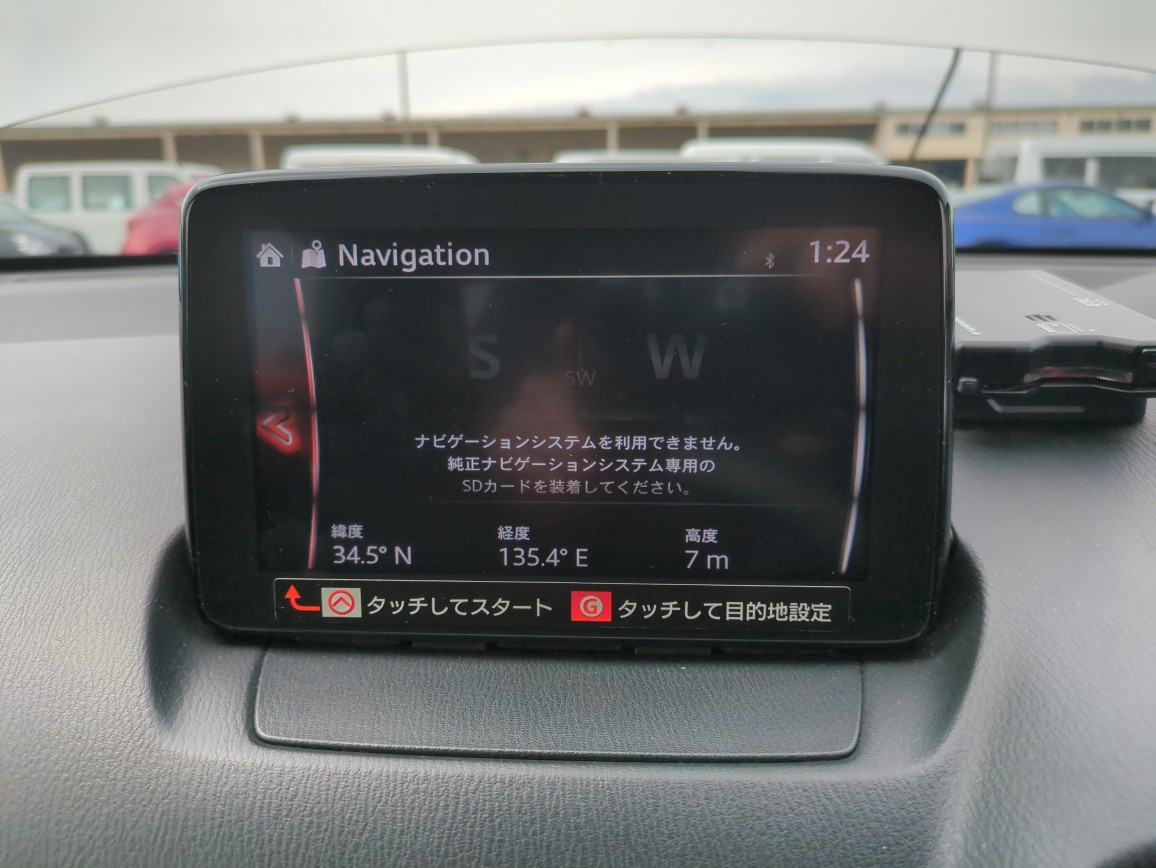 Navigation
1:24
S
SW
W
ナビゲーションシステムを利用できません。
純正ナビゲーションシステム専用の
SDカードを装着してください。
緯度
経度
高度
34.5° N
135.4° E
7 m
タッチしてスタート
G タッチして目的地設定